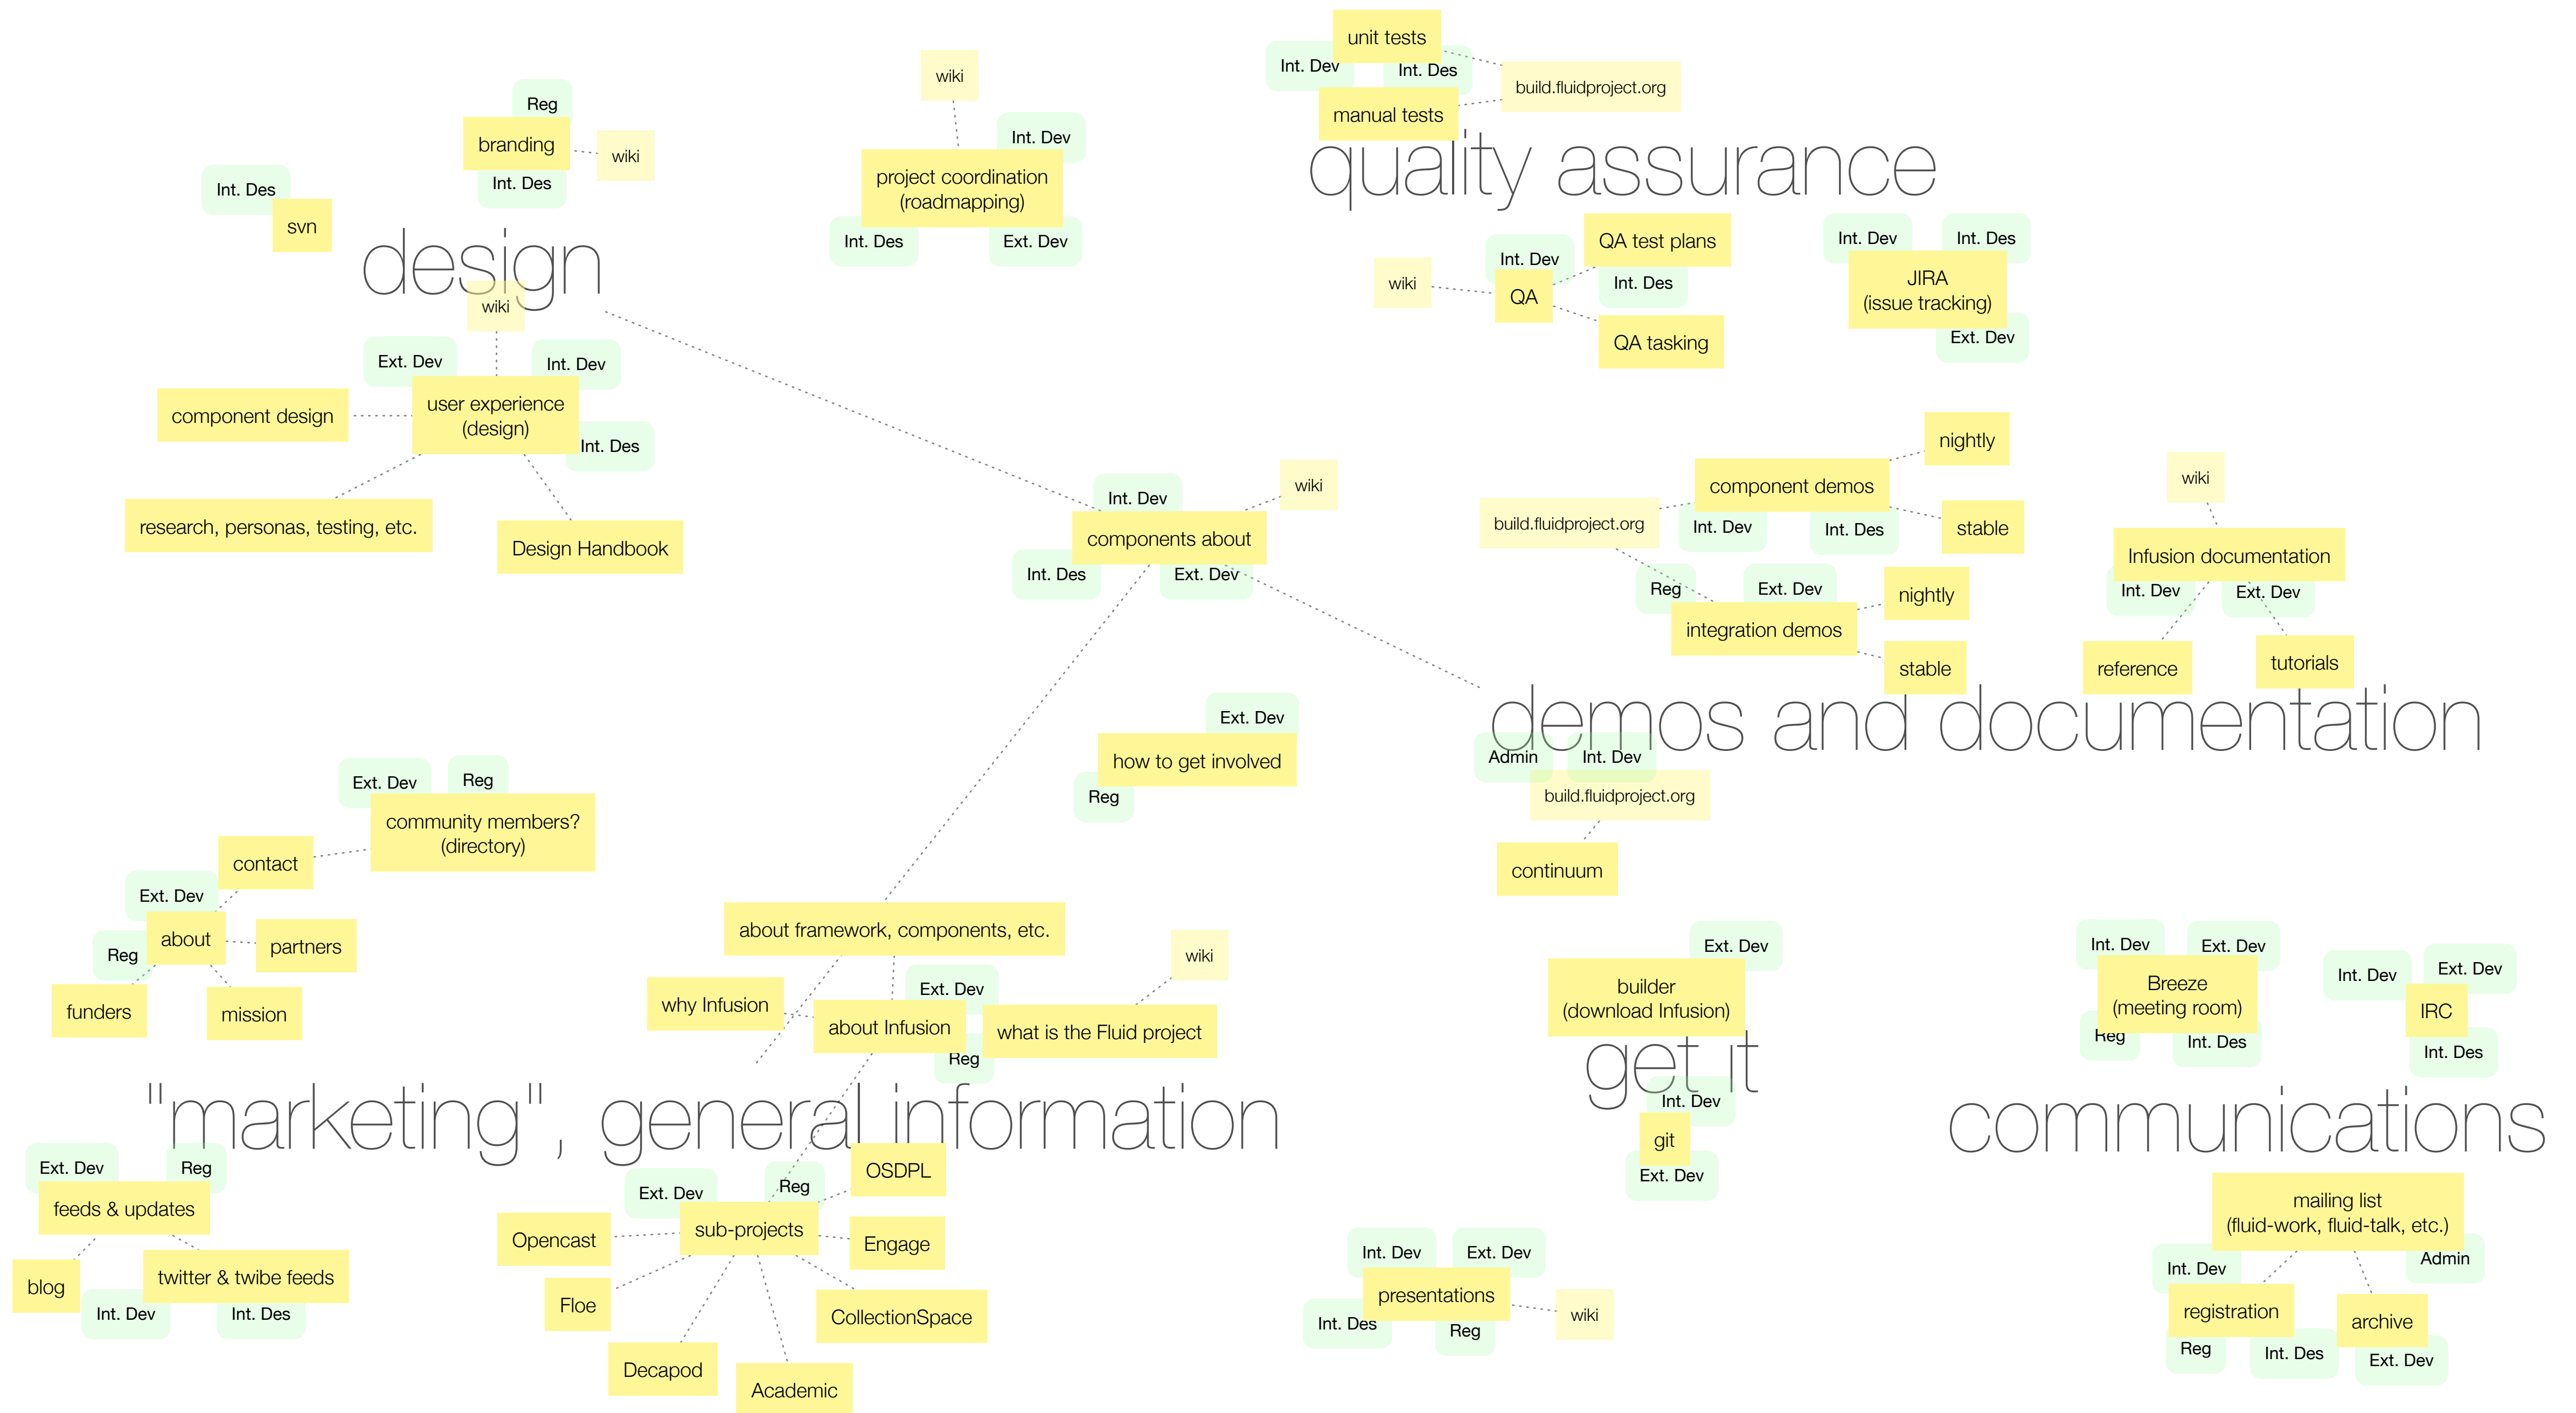 Reg
branding
wiki
Int. Des
Int. Des
svn
design
wiki
Ext. Dev
Int. Dev
user experience
(design)
component design
Int. Des
research, personas, testing, etc.
Design Handbook
wiki
Int. Dev
project coordination
(roadmapping)
Int. Des
Ext. Dev
unit tests
Int. Dev
Int. Des
build.fluidproject.org
manual tests
quality assurance
Int. Dev
QA test plans
wiki
QA
Int. Des
QA tasking
Int. Dev
Int. Des
JIRA
(issue tracking)
Ext. Dev
Int. Dev
wiki
components about
Int. Des
Ext. Dev
nightly
component demos
build.fluidproject.org
Int. Dev
Int. Des
stable
Reg
Ext. Dev
nightly
integration demos
stable
wiki
Infusion documentation
Int. Dev
Ext. Dev
reference
tutorials
demos and documentation
Admin
Int. Dev
build.fluidproject.org
continuum
Ext. Dev
how to get involved
Reg
Ext. Dev
Reg
community members?
(directory)
contact
Ext. Dev
about
Reg
partners
funders
mission
about framework, components, etc.
wiki
why Infusion
Ext. Dev
about Infusion
what is the Fluid project
Reg
"marketing", general information
Ext. Dev
Reg
feeds & updates
blog
twitter & twibe feeds
Int. Dev
Int. Des
Ext. Dev
Reg
OSDPL
sub-projects
Opencast
Engage
Floe
CollectionSpace
Decapod
Academic
Ext. Dev
builder
(download Infusion)
get it
Int. Dev
git
Ext. Dev
Int. Dev
Ext. Dev
presentations
wiki
Int. Des
Reg
Int. Dev
Ext. Dev
Breeze
(meeting room)
Reg
Int. Des
Int. Dev
Ext. Dev
IRC
Int. Des
communications
mailing list
(fluid-work, fluid-talk, etc.)
Int. Dev
Admin
registration
archive
Reg
Int. Des
Ext. Dev